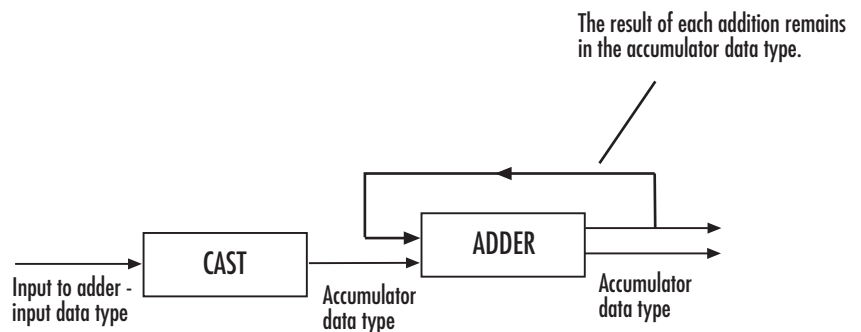 The result of each addition remains
in the accumulator data type.
CAST
ADDER
Input to adder -
input data type
Accumulator
data type
Accumulator
data type